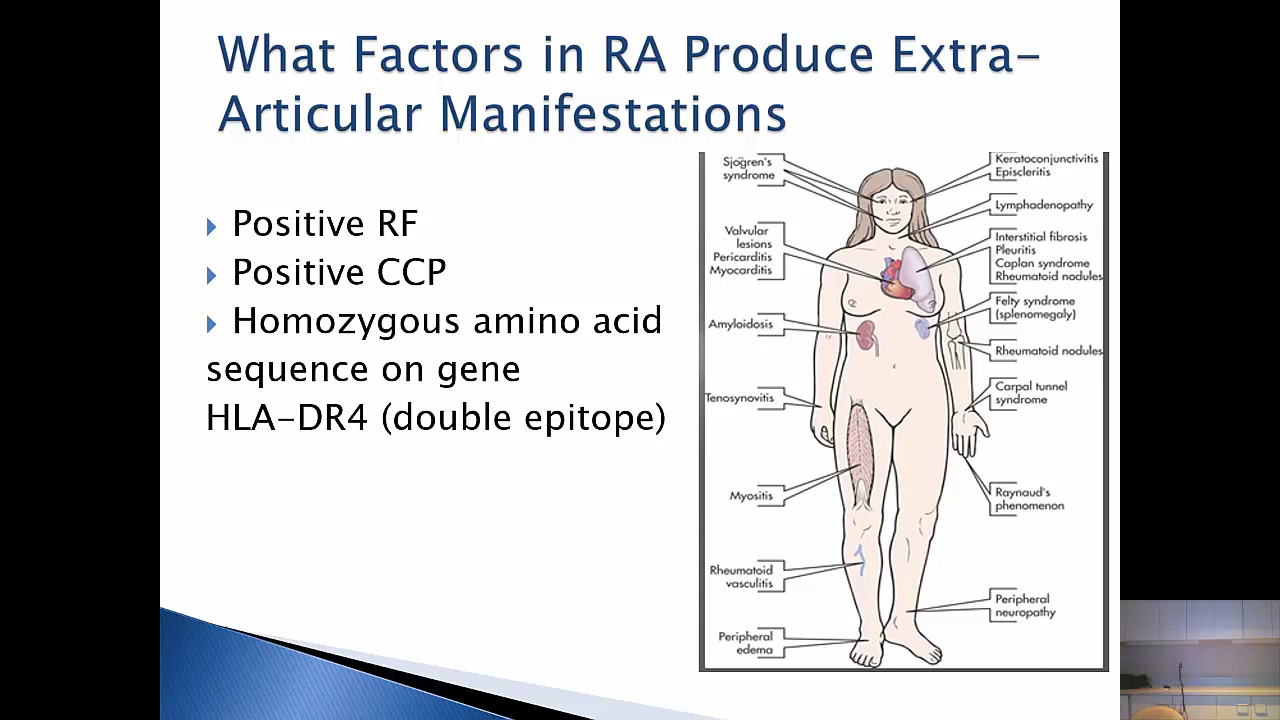 What Factors in RA Produce Extra-
Articular Manifestations
Positive RF
Positive CCP
Homozygous amino acid
sequence on gene
HLA-DR4 (double epitope)
Sjögren's
syndrome
Valvular
lesions
Pericarditis
Myocarditis
Amyloidosis
Tenosynovitis
Myositis
Rheumatoid
vasculitis
Peripheral
edema
Keratoconjunctivitis
Episcleritis
Lymphadenopathy
Interstitial fibrosis
Pleuritis
Caplan syndrome
Rheumatoid nodules
Felty syndrome
(splenomegaly)
Rheumatoid nodules
Carpal tunnel
syndrome
Raynaud's
phenomenon
Peripheral
neuropathy